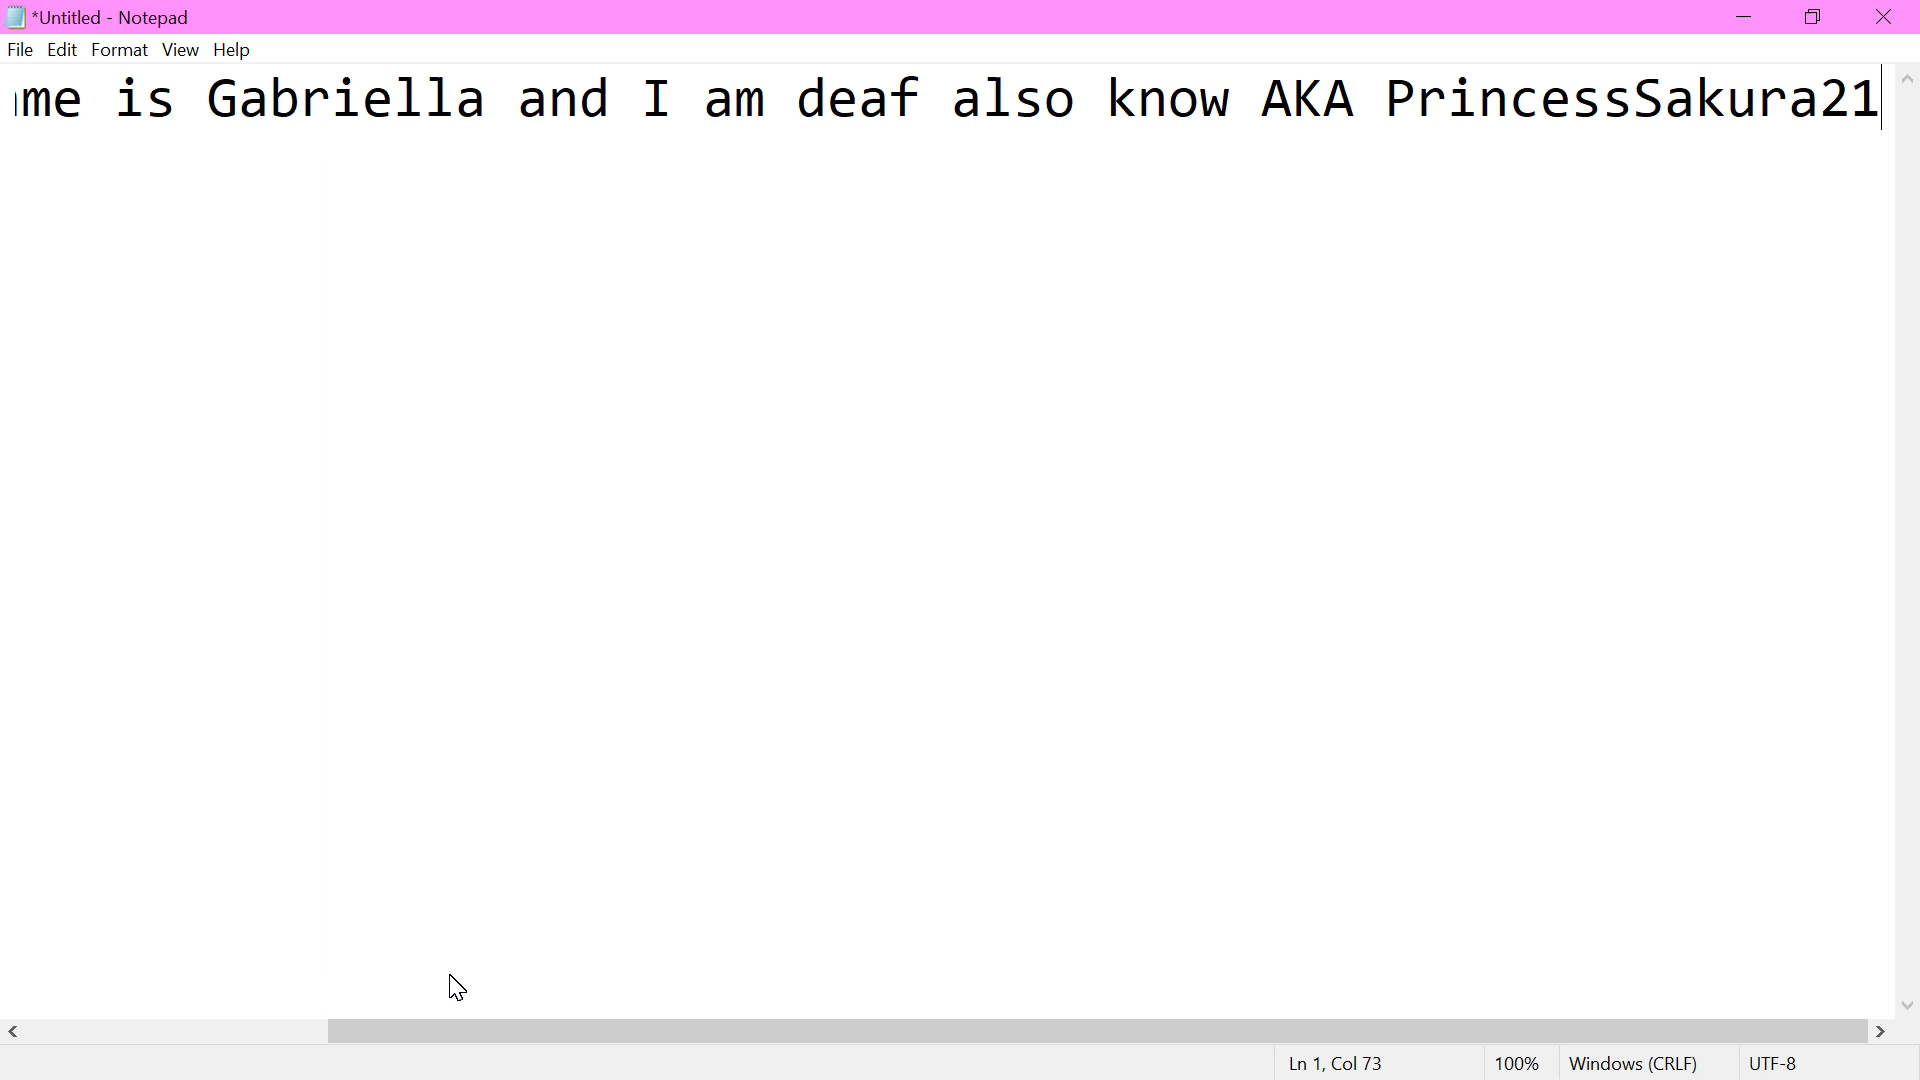 *Untitled - Notepad
File Edit Format View Help
me is Gabriella and I am deaf also know AKA PrincessSakura21
Ln 1, Col 73 100% Windows (CRLF) UTF-8